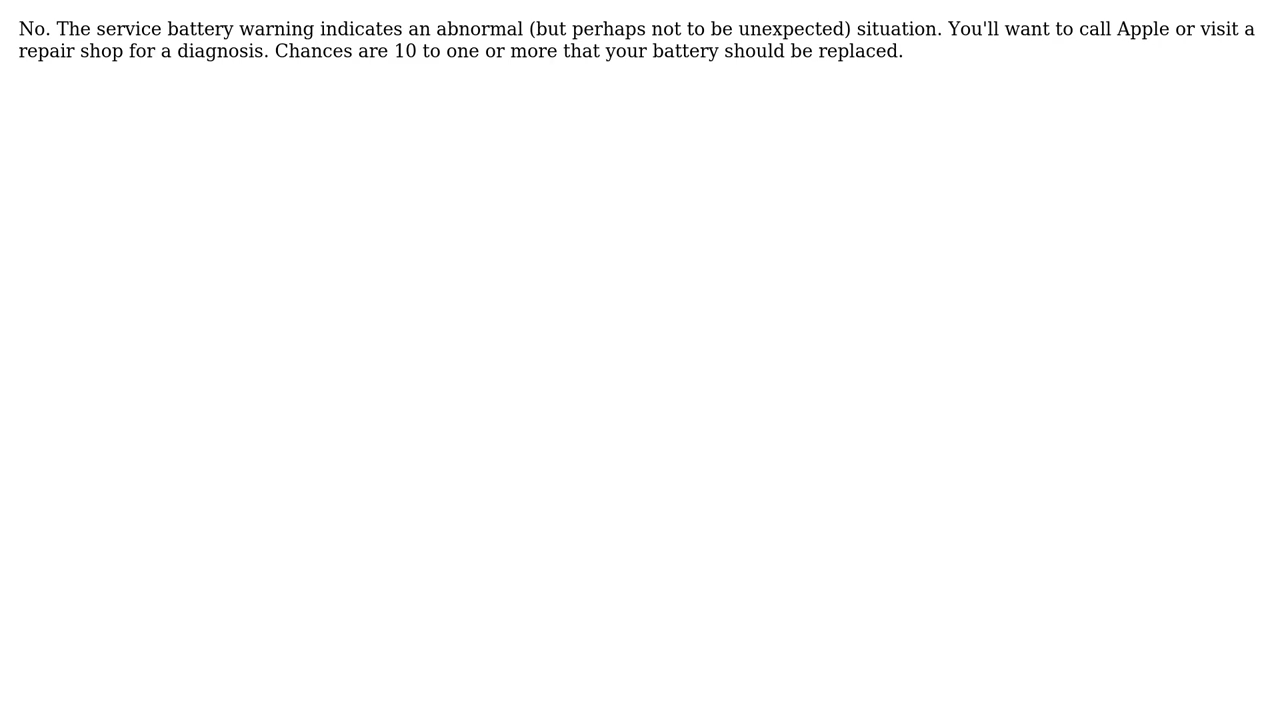 No. The service battery warning indicates an abnormal (but perhaps not to be unexpected) situation. You'll want to call Apple or visit a
repair shop for a diagnosis. Chances are 10 to one or more that your battery should be replaced.